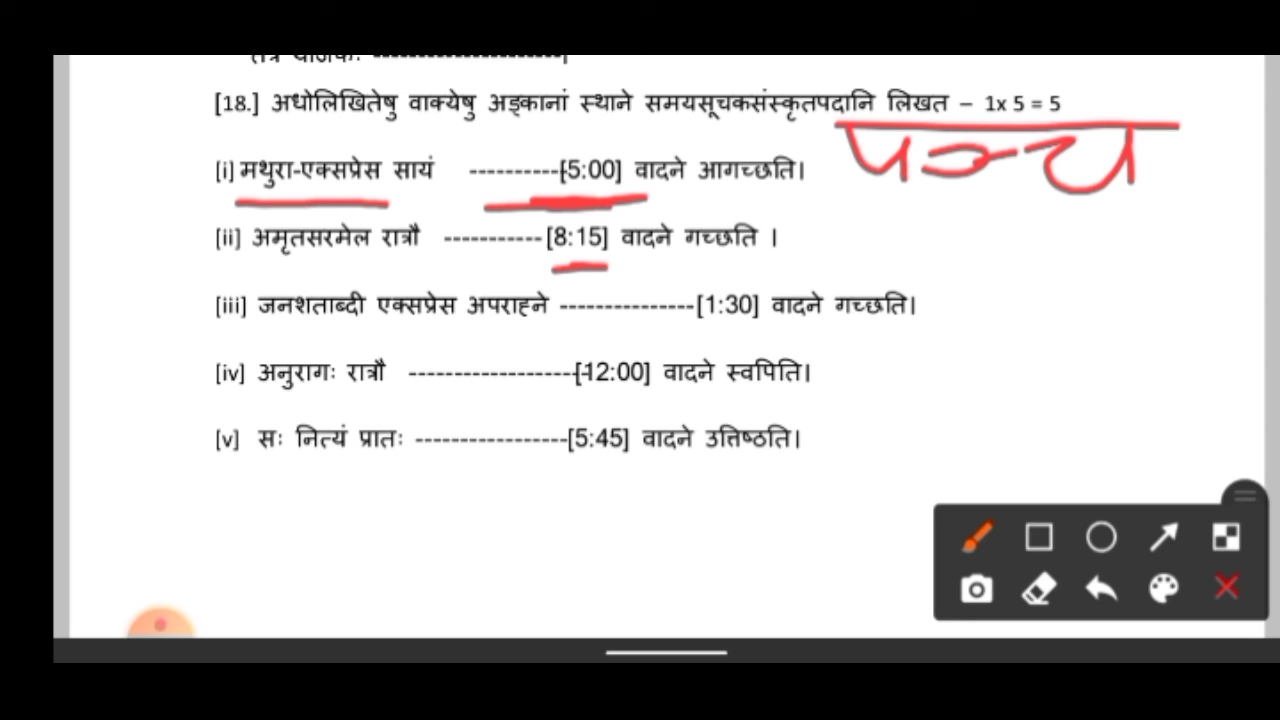 [18.] अधोलिखितेषु वाक्येषु अङ्कानां स्थाने समयसूचकसंस्कृतपदानि लिखत – 1x 5 = 5
पञ्च
[i] मथुरा-एक्सप्रेस सायं ----------[5:00] वादने आगच्छति।
[ii] अमृतसरमेल रात्रौ -----------[8:15] वादने गच्छति ।
[iii] जनशताब्दी एक्सप्रेस अपराह्ने ---------------[1:30] वादने गच्छति।
[iv] अनुरागः रात्रौ -------------------[12:00] वादने स्वपिति।
[v] सः नित्यं प्रातः -----------------[5:45] वादने उत्तिष्ठति।